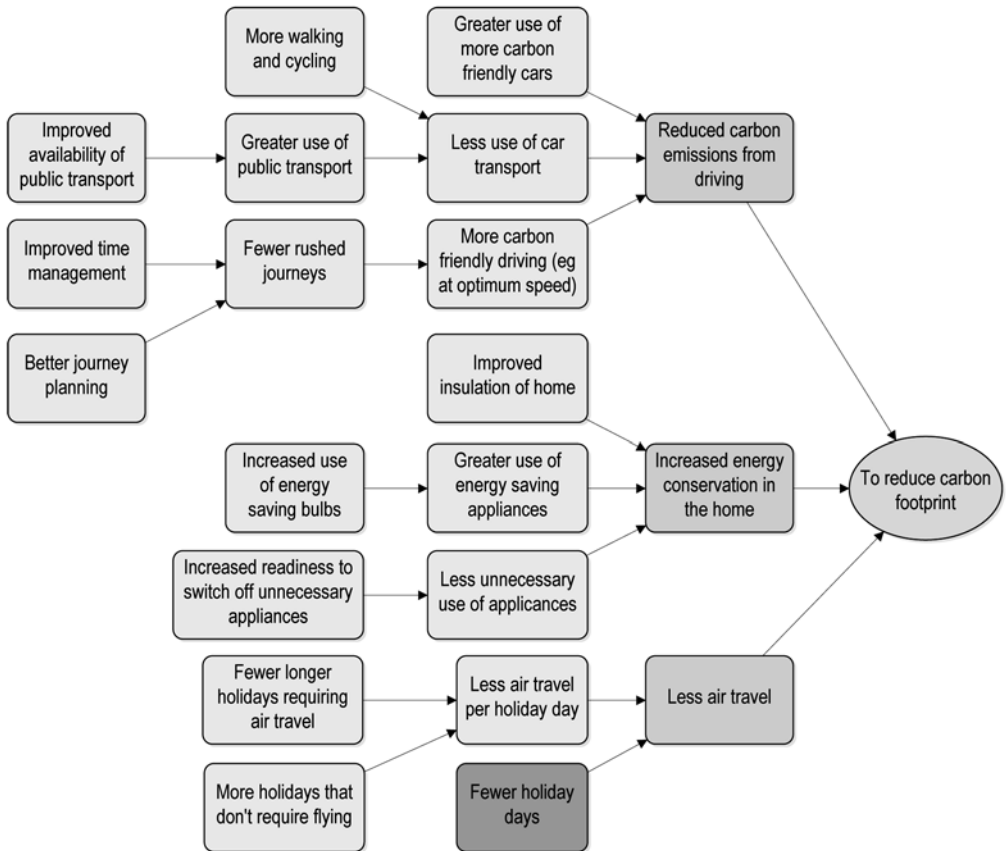 More walking
and cycling
Greater use of
more carbon
friendly cars
Improved
availability of
public transport
Greater use of
public transport
Less use of car
transport
Reduced carbon
emissions from
driving
Improved time
management
Fewer rushed
journeys
More carbon
friendly driving (eg
at optimum speed)
Better journey
planning
Improved
insulation of home
Increased use
of energy
saving bulbs
Greater use of
energy saving
appliances
Increased energy
conservation in
the home
To reduce carbon
footprint
Increased readiness to
switch off unnecessary
appliances
Less unnecessary
use of applicances
Fewer longer
holidays requiring
air travel
Less air travel
per holiday day
Less air travel
More holidays that
don't require flying
Fewer holiday
days